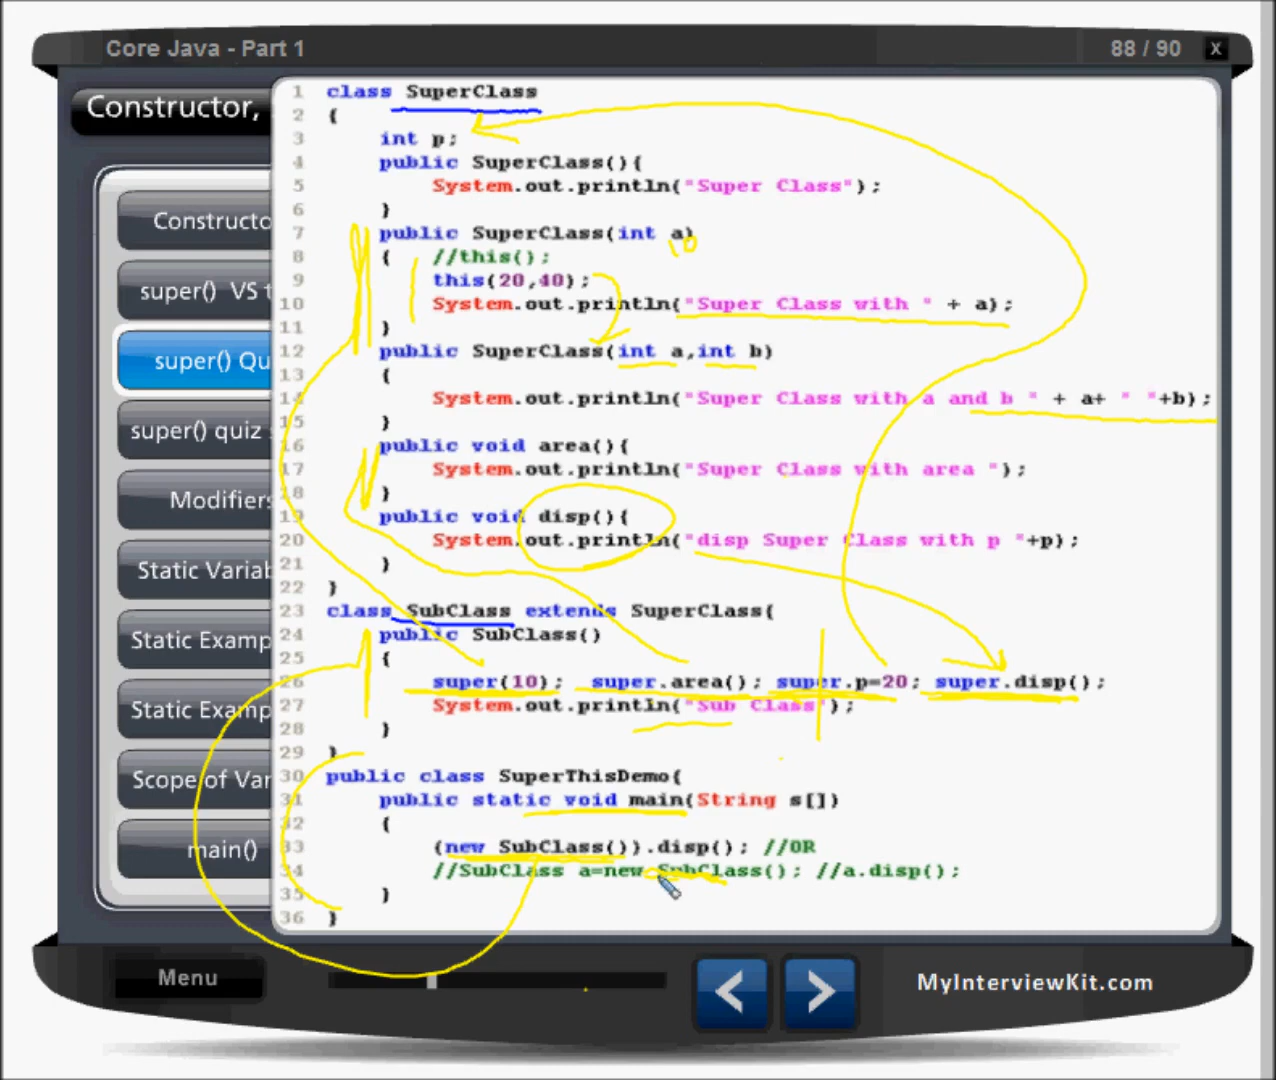 Core Java - Part 1
88 / 90
X
Constructor,
Constructo
super() VS t
super() Qu
super() quiz
Modifiers
Static Variab
Static Examp
Static Examp
Scope of Var
main()
1 class SuperClass
2 {
3 int p;
4 public SuperClass(){
5 System.out.println("Super Class");
6 }
7 public SuperClass(int a)
10
8 { //this();
9 this(20,40);
10 System.out.println("Super Class with " + a);
11 }
12 public SuperClass(int a,int b)
13 {
14 System.out.println("Super Class with a and b " + a+ " "+b);
15 }
16 public void area(){
17 System.out.println("Super Class with area ");
18 }
19 public void disp(){
20 System.out.println("disp Super Class with p "+p);
21 }
22 }
23 class SubClass extends SuperClass{
24 public SubClass()
25 {
26 super(10); super.area(); super.p=20; super.disp();
27 System.out.println("Sub Class");
28 }
29 }
30 public class SuperThisDemo{
31 public static void main(String s[])
32 {
33 (new SubClass()).disp(); //OR
34 //SubClass a=new SubClass(); //a.disp();
35 }
36 }
Menu
MyInterviewKit.com